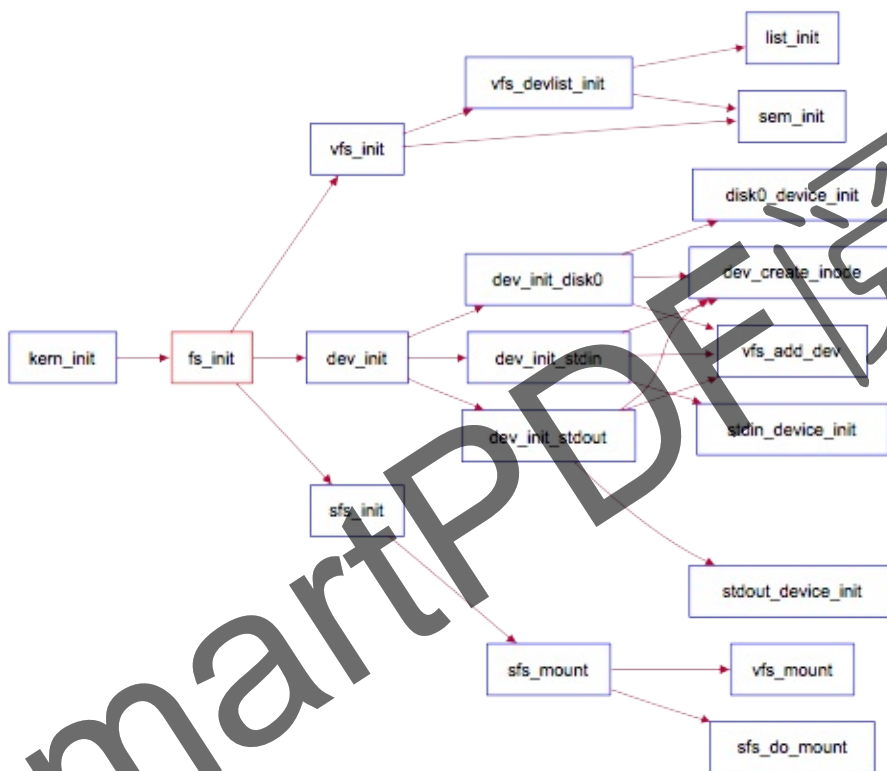 list_init
vfs_devlist_init
sem_init
vfs_init
disk0_device_init
dev_create_inode
dev_init_disk0
kern_init
fs_init
dev_init
dev_init_stdin
vfs_add_dev
stdin_device_init
dev_init_stdout
sfs_init
stdout_device_init
sfs_mount
vfs_mount
sfs_do_mount
martPDF